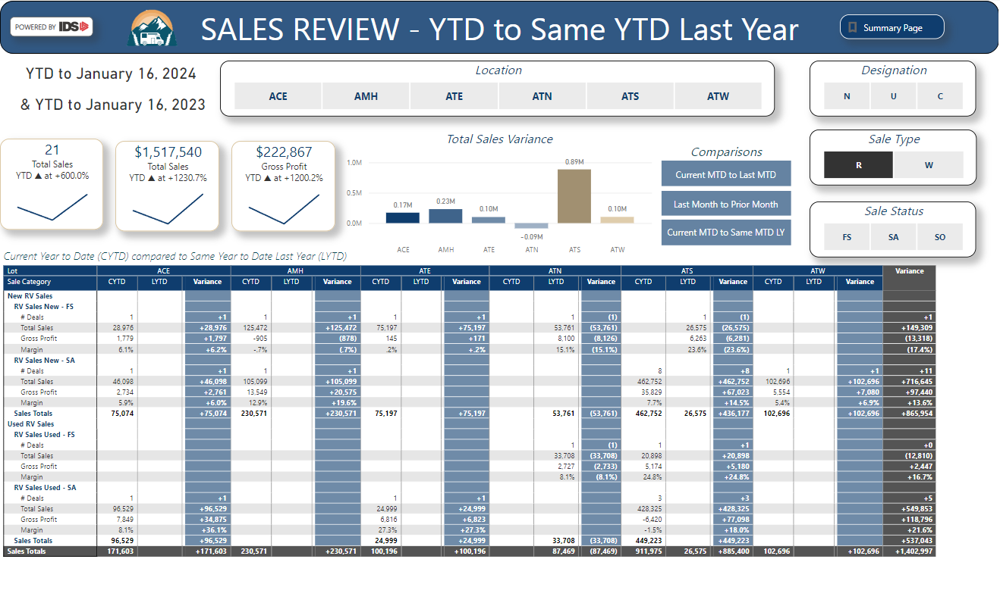 POWERED BY IDS
SALES REVIEW - YTD to Same YTD Last Year
Summary Page
YTD to January 16, 2024
& YTD to January 16, 2023
Location
ACE AMH ATE ATN ATS ATW
Designation
N U C
Sale Type
R W
Sale Status
FS SA SO
21
Total Sales
YTD ▲ at +600.0%
$1,517,540
Total Sales
YTD ▲ at +1230.7%
$222,867
Gross Profit
YTD ▲ at +1200.2%
Total Sales Variance
1.0M
0.5M
0.0M
0.17M 0.23M 0.10M -0.09M 0.89M 0.10M
ACE AMH ATE ATN ATS ATW
Comparisons
Current MTD to Last MTD
Last Month to Prior Month
Current MTD to Same MTD LY
Current Year to Date (CYTD) compared to Same Year to Date Last Year (LYTD)
Lot ACE AMH ATE ATN ATS ATW Variance
Sale Category CYTD LYTD Variance CYTD LYTD Variance CYTD LYTD Variance CYTD LYTD Variance CYTD LYTD Variance CYTD LYTD Variance
New RV Sales
RV Sales New - FS
# Deals 1 +1 1 +1 1 +1 1 (1) 1 (1) +1
Total Sales 28,976 +28,976 125,472 +125,472 75,197 +75,197 53,761 (53,761) 26,575 (26,575) +149,309
Gross Profit 1,779 +1,797 -905 (878) 145 +171 8,100 (8,126) 6,263 (6,281) (13,318)
Margin 6.1% +6.2% -.7% (.7%) .2% +.2% 15.1% (15.1%) 23.6% (23.6%) (17.4%)
RV Sales New - SA
# Deals 1 +1 1 +1 8 +8 1 +1 +11
Total Sales 46,098 +46,098 105,099 +105,099 462,752 +462,752 102,696 +102,696 +716,645
Gross Profit 2,734 +2,761 13,549 +20,575 35,829 +67,023 5,554 +7,080 +97,440
Margin 5.9% +6.0% 12.9% +19.6% 7.7% +14.5% 5.4% +6.9% +13.6%
Sales Totals 75,074 +75,074 230,571 +230,571 75,197 +75,197 53,761 (53,761) 462,752 26,575 +436,177 102,696 +102,696 +865,954
Used RV Sales
RV Sales Used - FS
# Deals 1 (1) 1 +1 +0
Total Sales 33,708 (33,708) 20,898 +20,898 (12,810)
Gross Profit 2,727 (2,733) 5,174 +5,180 +2,447
Margin 8.1% (8.1%) 24.8% +24.8% +16.7%
RV Sales Used - SA
# Deals 1 +1 1 +1 3 +3 +5
Total Sales 96,529 +96,529 24,999 +24,999 428,325 +428,325 +549,853
Gross Profit 7,849 +34,875 6,816 +6,823 -6,420 +77,098 +118,796
Margin 8.1% +36.1% 27.3% +27.3% -1.5% +18.0% +21.6%
Sales Totals 96,529 +96,529 24,999 +24,999 33,708 (33,708) 449,223 +449,223 +537,043
Sales Totals 171,603 +171,603 230,571 +230,571 100,196 +100,196 87,469 (87,469) 911,975 26,575 +885,400 102,696 +102,696 +1,402,997